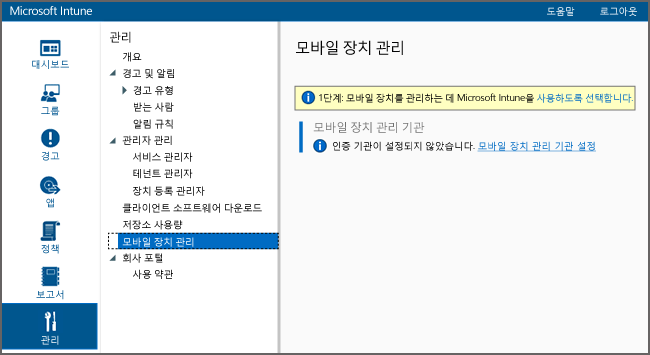 Microsoft Intune
도움말
로그아웃
대시보드
그룹
경고
앱
정책
보고서
관리
관리
개요
경고 및 알림
경고 유형
받는 사람
알림 규칙
관리자 관리
서비스 관리자
테넌트 관리자
장치 등록 관리자
클라이언트 소프트웨어 다운로드
저장소 사용량
모바일 장치 관리
회사 포털
사용 약관
모바일 장치 관리
1단계: 모바일 장치를 관리하는 데 Microsoft Intune을 사용하도록 선택합니다.
모바일 장치 관리 기관
인증 기관이 설정되지 않았습니다. 모바일 장치 관리 기관 설정